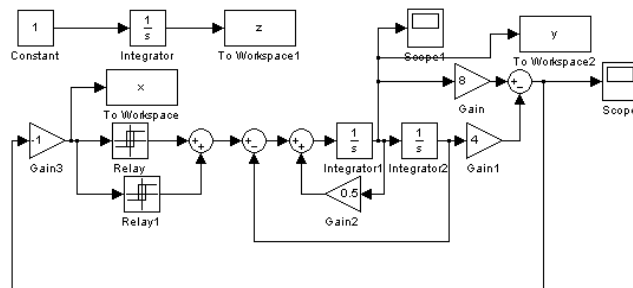 1
1
s
z
Constant
Integrator
To Workspace1
Scope1
y
To Workspace2
x
To Workspace
8
Gain
Scope
-1
Gain3
Relay
1
s
Integrator1
1
s
Integrator2
4
Gain1
0.5
Gain2
Relay1